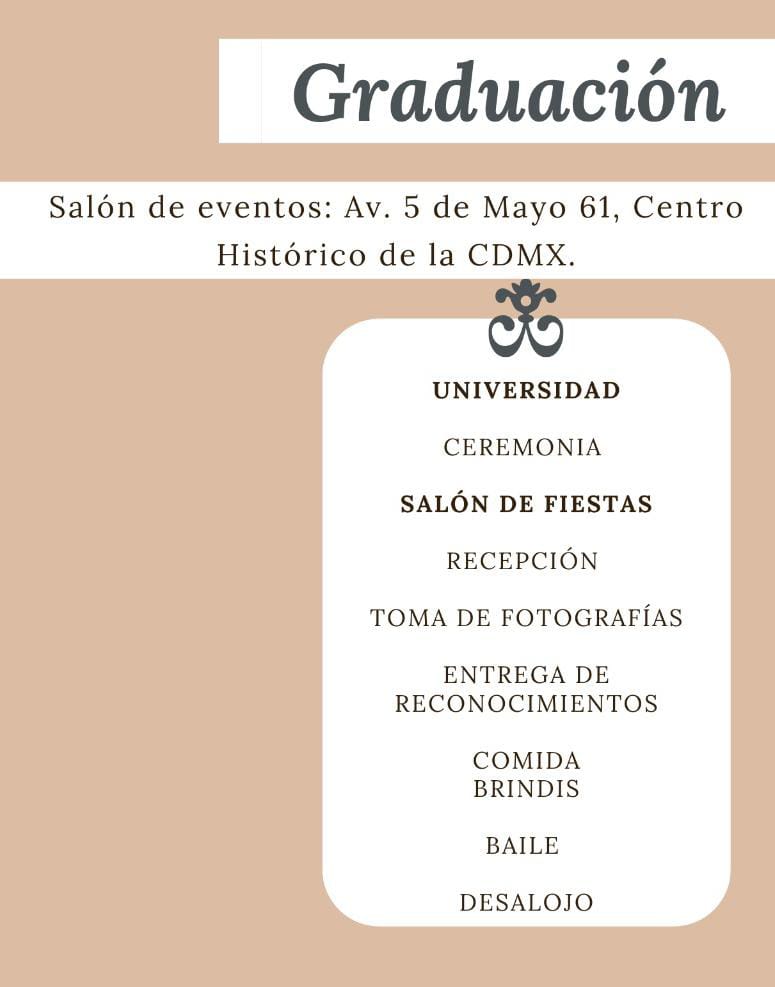 Graduación
Salón de eventos: Av. 5 de Mayo 61, Centro
Histórico de la CDMX.
UNIVERSIDAD
CEREMONIA
SALÓN DE FIESTAS
RECEPCIÓN
TOMA DE FOTOGRAFÍAS
ENTREGA DE
RECONOCIMIENTOS
COMIDA
BRINDIS
BAILE
DESALOJO